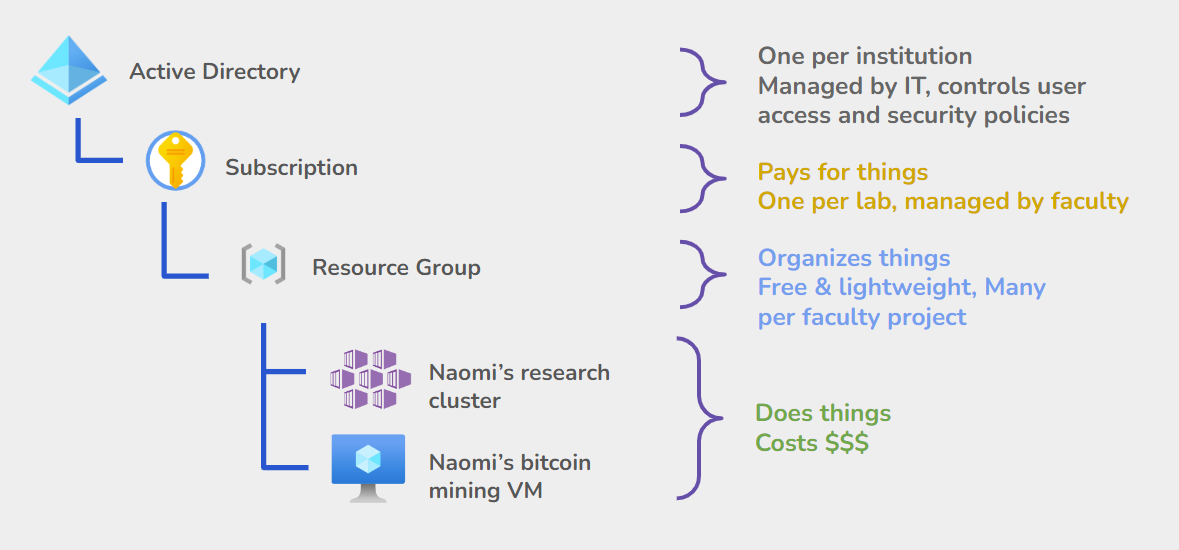 Active Directory
One per institution
Managed by IT, controls user
access and security policies
Subscription
Pays for things
One per lab, managed by faculty
Resource Group
Organizes things
Free & lightweight, Many
per faculty project
Naomi’s research
cluster
Naomi’s bitcoin
mining VM
Does things
Costs $$$